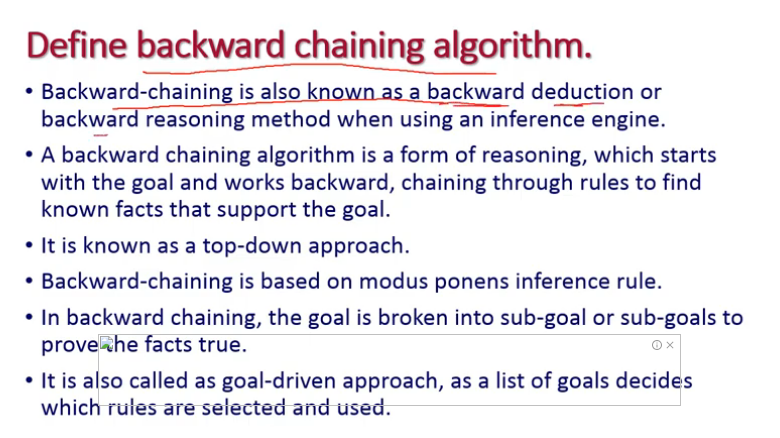 Define backward chaining algorithm.
• Backward-chaining is also known as a backward deduction or
backward reasoning method when using an inference engine.
• A backward chaining algorithm is a form of reasoning, which starts
with the goal and works backward, chaining through rules to find
known facts that support the goal.
• It is known as a top-down approach.
• Backward-chaining is based on modus ponens inference rule.
• In backward chaining, the goal is broken into sub-goal or sub-goals to
prove the facts true.
• It is also called as goal-driven approach, as a list of goals decides
which rules are selected and used.